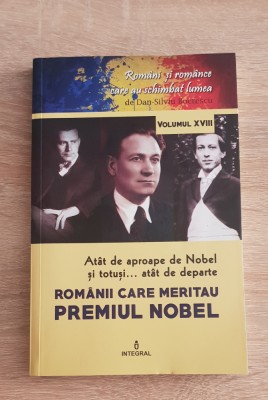 Români și românce
care au schimbat lumea
de Dan-Silviu Boerescu
VOLUMUL XVIII
Atât de aproape de Nobel
și totuși... atât de departe
ROMÂNII CARE MERITAU
PREMIUL NOBEL
INTEGRAL